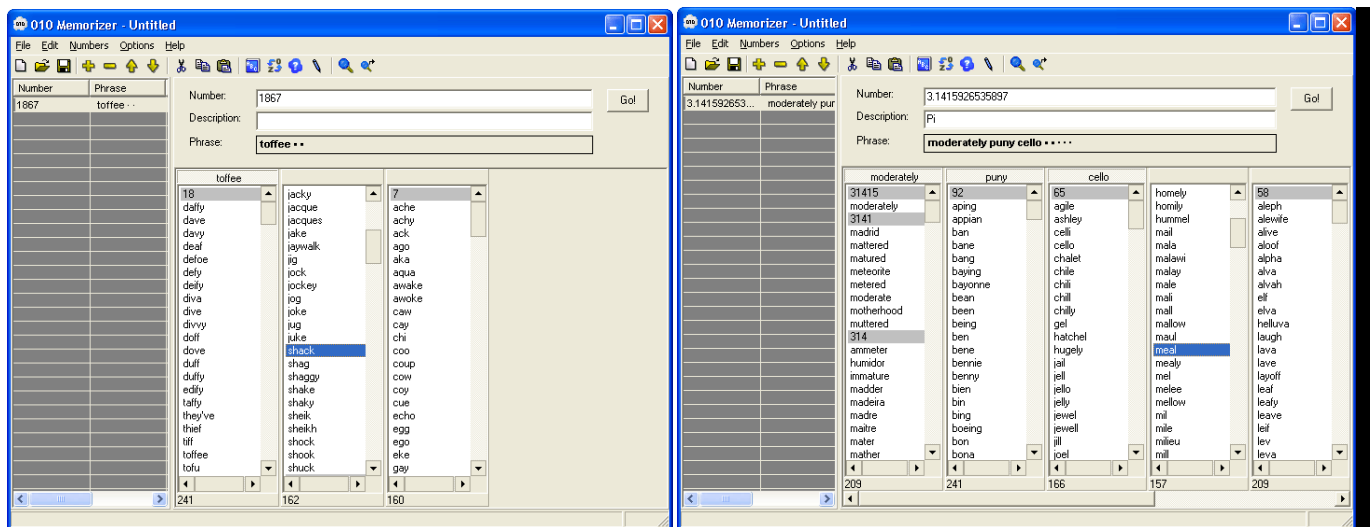 010 Memorizer - Untitled
File Edit Numbers Options Help
Number Phrase
1867 toffee · ·
Number: 1867
Go!
Description:
Phrase: toffee ▪ ▪
toffee
18 jacky 7
daffy jacque ache
dave jacques achy
davy jake ack
deaf jaywalk ago
defoe jig aka
defy jock aqua
deify jockey awake
diva jog awoke
dive joke caw
divvy jug cay
doff juke chi
dove shack coo
duff shag coup
duffy shaggy cow
edify shake coy
taffy shaky cue
they've sheik echo
thief sheikh egg
tiff shock ego
toffee shook eke
tofu shuck gay
241 162 160
010 Memorizer - Untitled
File Edit Numbers Options Help
Number Phrase
3.141592653... moderately pur
Number: 3.1415926535897
Go!
Description: Pi
Phrase: moderately puny cello ▪ ▪ · · ·
moderately puny cello
31415 92 65 homely 58
moderately aping agile homily aleph
3141 appian ashley hummel alewife
madrid ban celli mail alive
mattered bane cello mala aloof
matured bang chalet malawi alpha
meteorite baying chile malay alva
metered bayonne chili male alvah
moderate bean chill mali elf
motherhood been chilly mall elva
muttered being gel mallow helluva
314 ben hatchel maul laugh
ammeter bene hugely meal lava
humidor bennie jail mealy lave
immature benny jell mel layoff
madder bien jello melee leaf
madeira bin jelly mellow leafy
madre bing jewel mil leave
maitre boeing jewell mile leif
mater bon jill milieu lev
mather bona joel mill leva
209 241 166 157 209